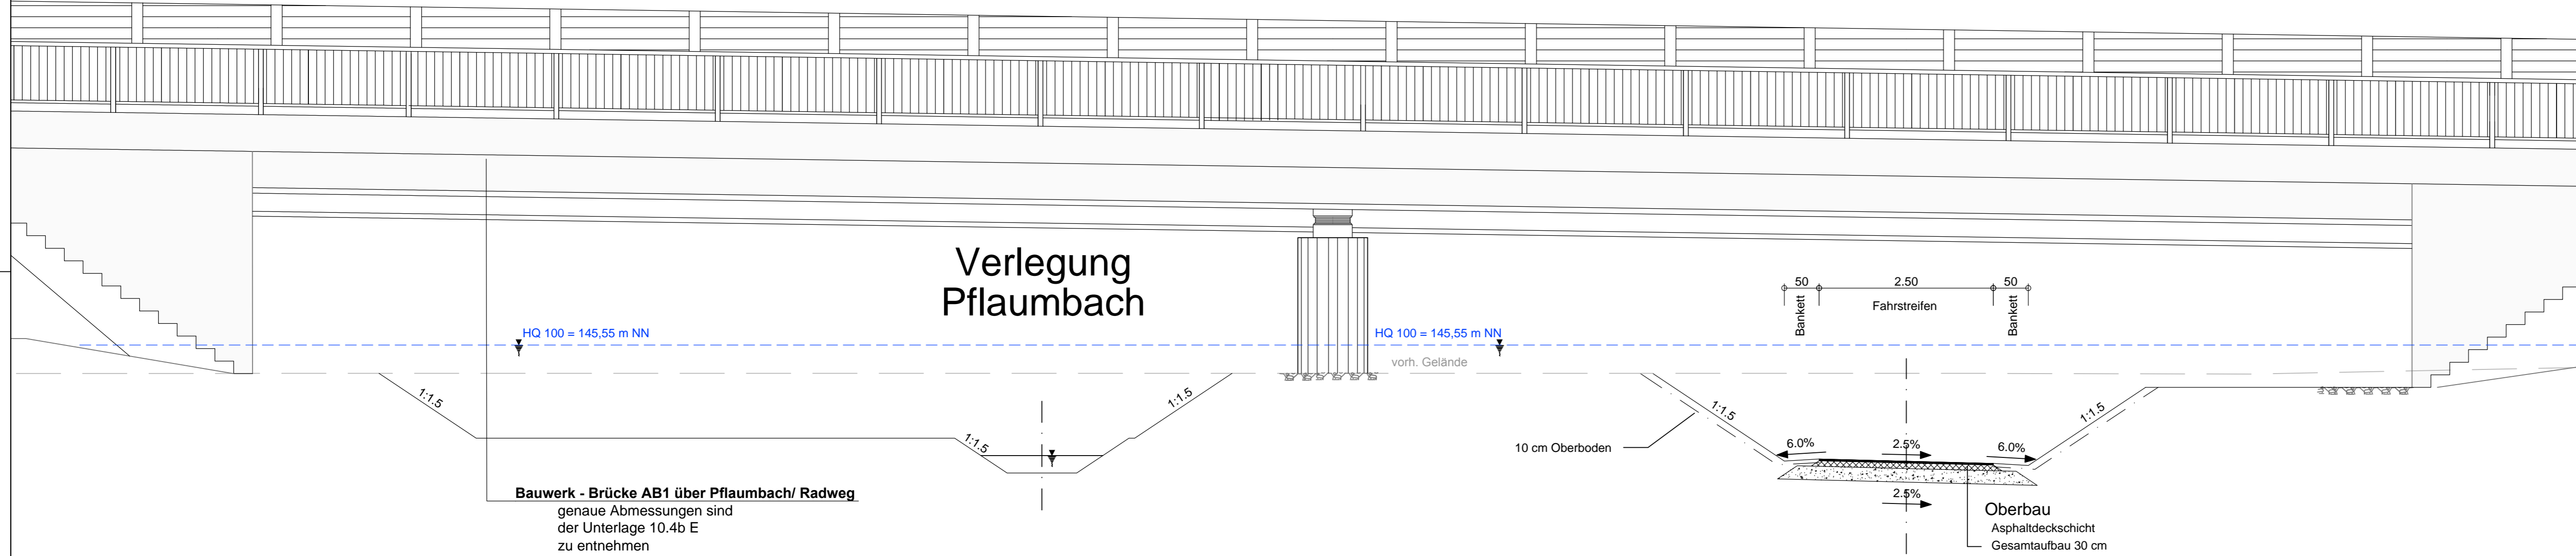 Verlegung
Pflaumbach
50
2.50
50
Bankett
Fahrstreifen
Bankett
HQ 100 = 145,55 m NN
HQ 100 = 145,55 m NN
vorh. Gelände
1:1.5
1:1.5
1:1.5
1:1.5
1:1.5
10 cm Oberboden
6.0%
2.5%
6.0%
2.5%
Bauwerk - Brücke AB1 über Pflaumbach/ Radweg
genaue Abmessungen sind
der Unterlage 10.4b E
zu entnehmen
Oberbau
Asphaltdeckschicht
Gesamtaufbau 30 cm